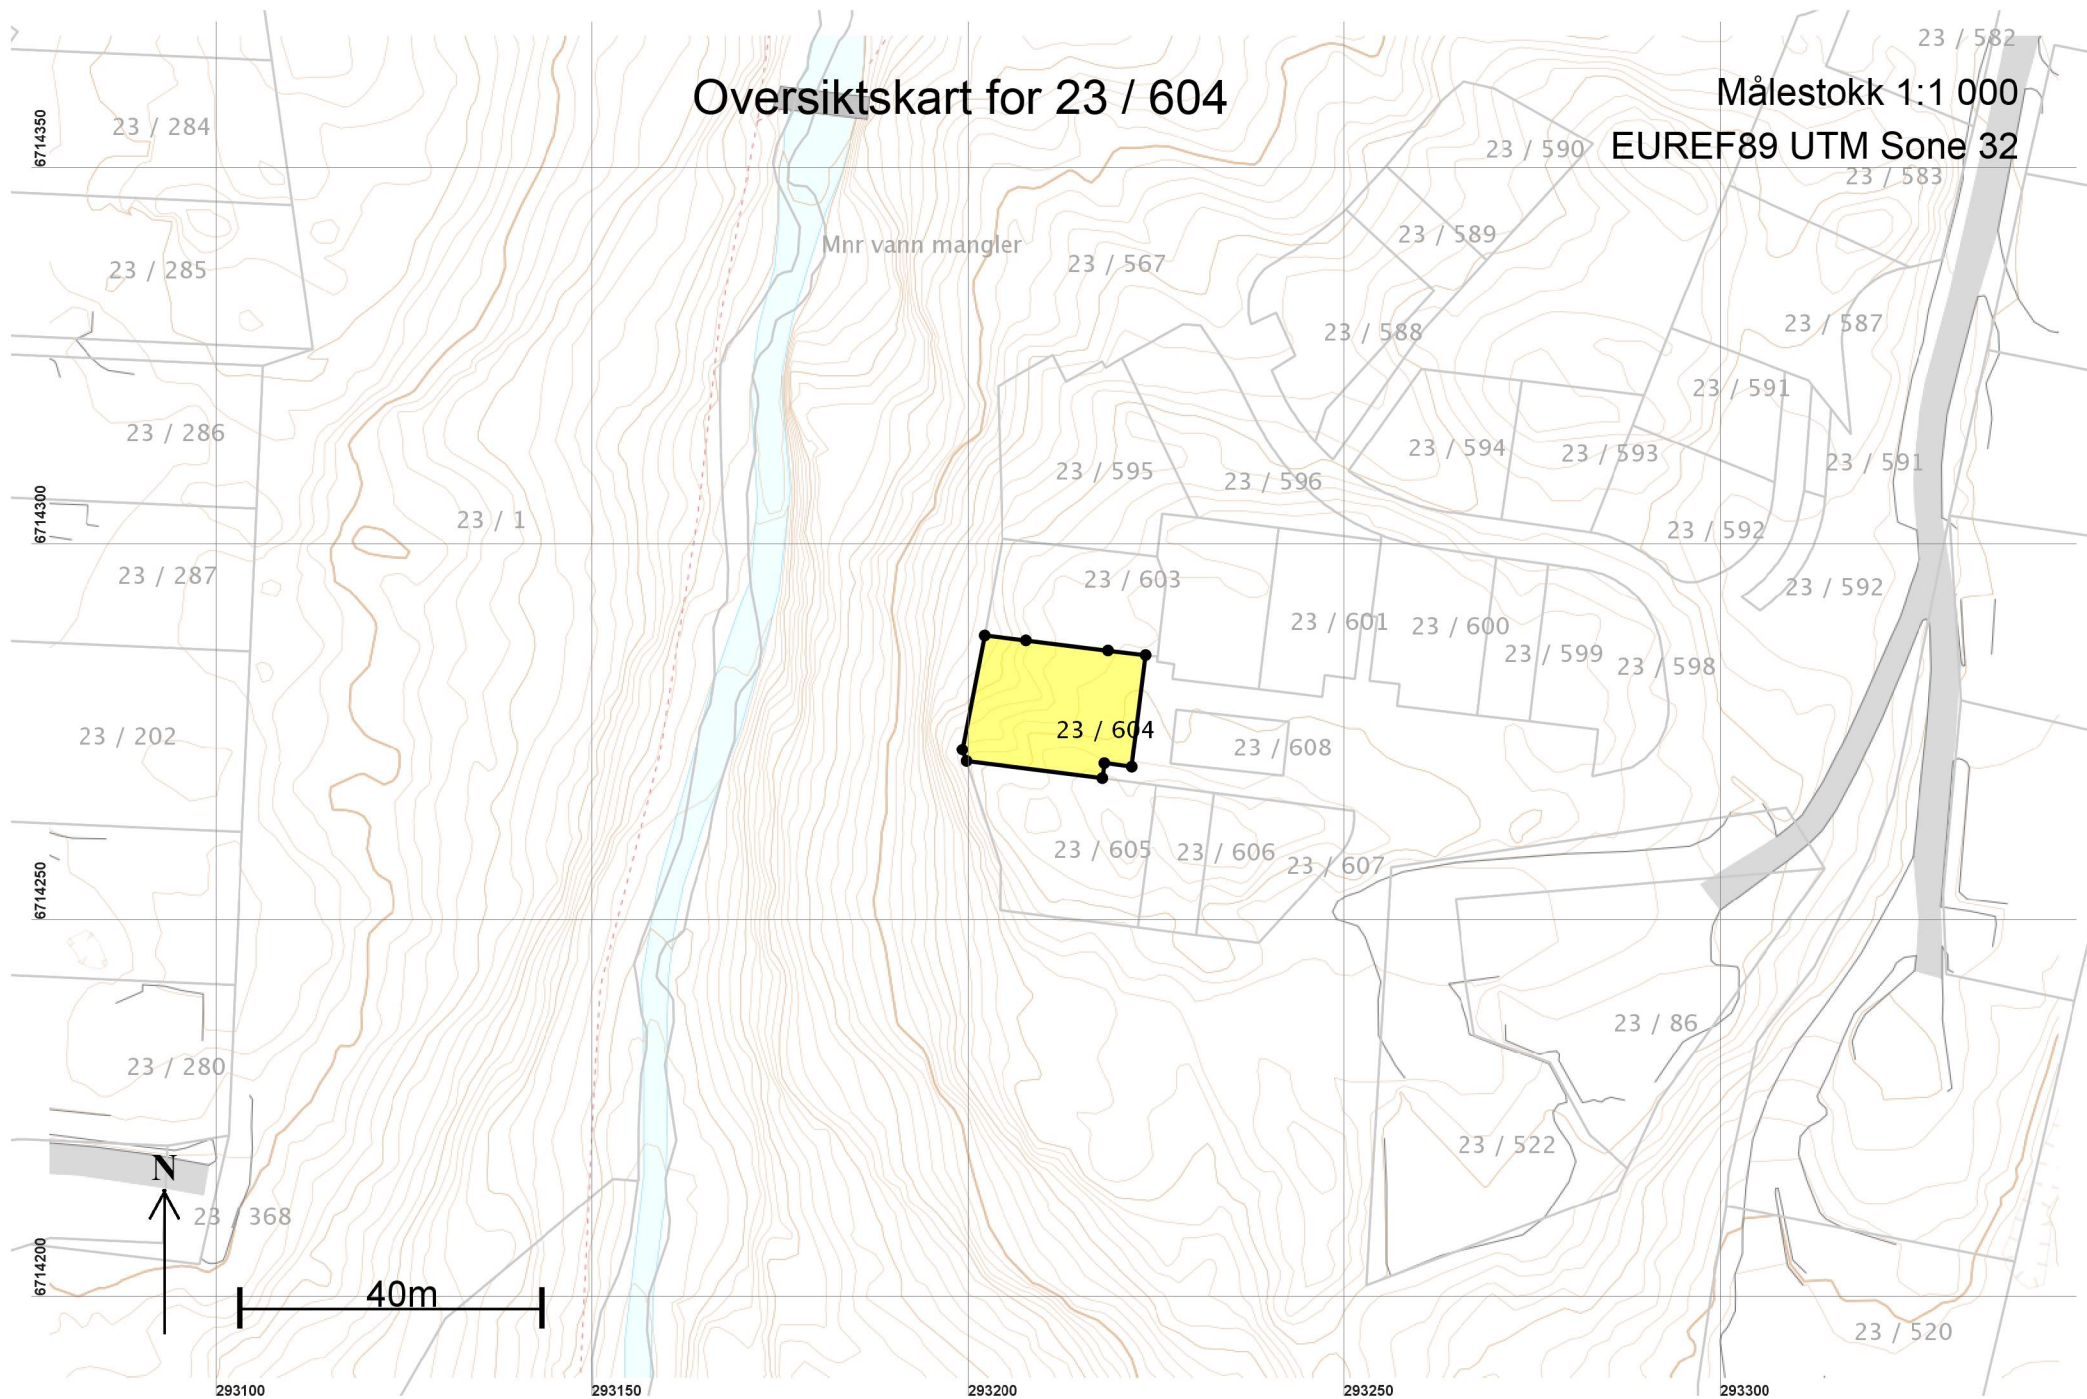 Oversiktskart for 23 / 604
Målestokk 1:1 000
EUREF89 UTM Sone 32
23 / 582
23 / 284
6714350
23 / 590
23 / 583
23 / 589
Mnr vann mangler
23 / 567
23 / 285
23 / 587
23 / 588
23 / 591
23 / 286
23 / 594
23 / 593
23 / 591
23 / 595
23 / 596
6714300
23 / 1
23 / 592
23 / 287
23 / 603
23 / 592
23 / 601
23 / 600
23 / 599
23 / 598
23 / 604
23 / 202
23 / 608
23 / 605
23 / 606
23 / 607
6714250
23 / 86
23 / 280
23 / 522
N
23 / 368
6714200
40m
23 / 520
293100
293150
293200
293250
293300